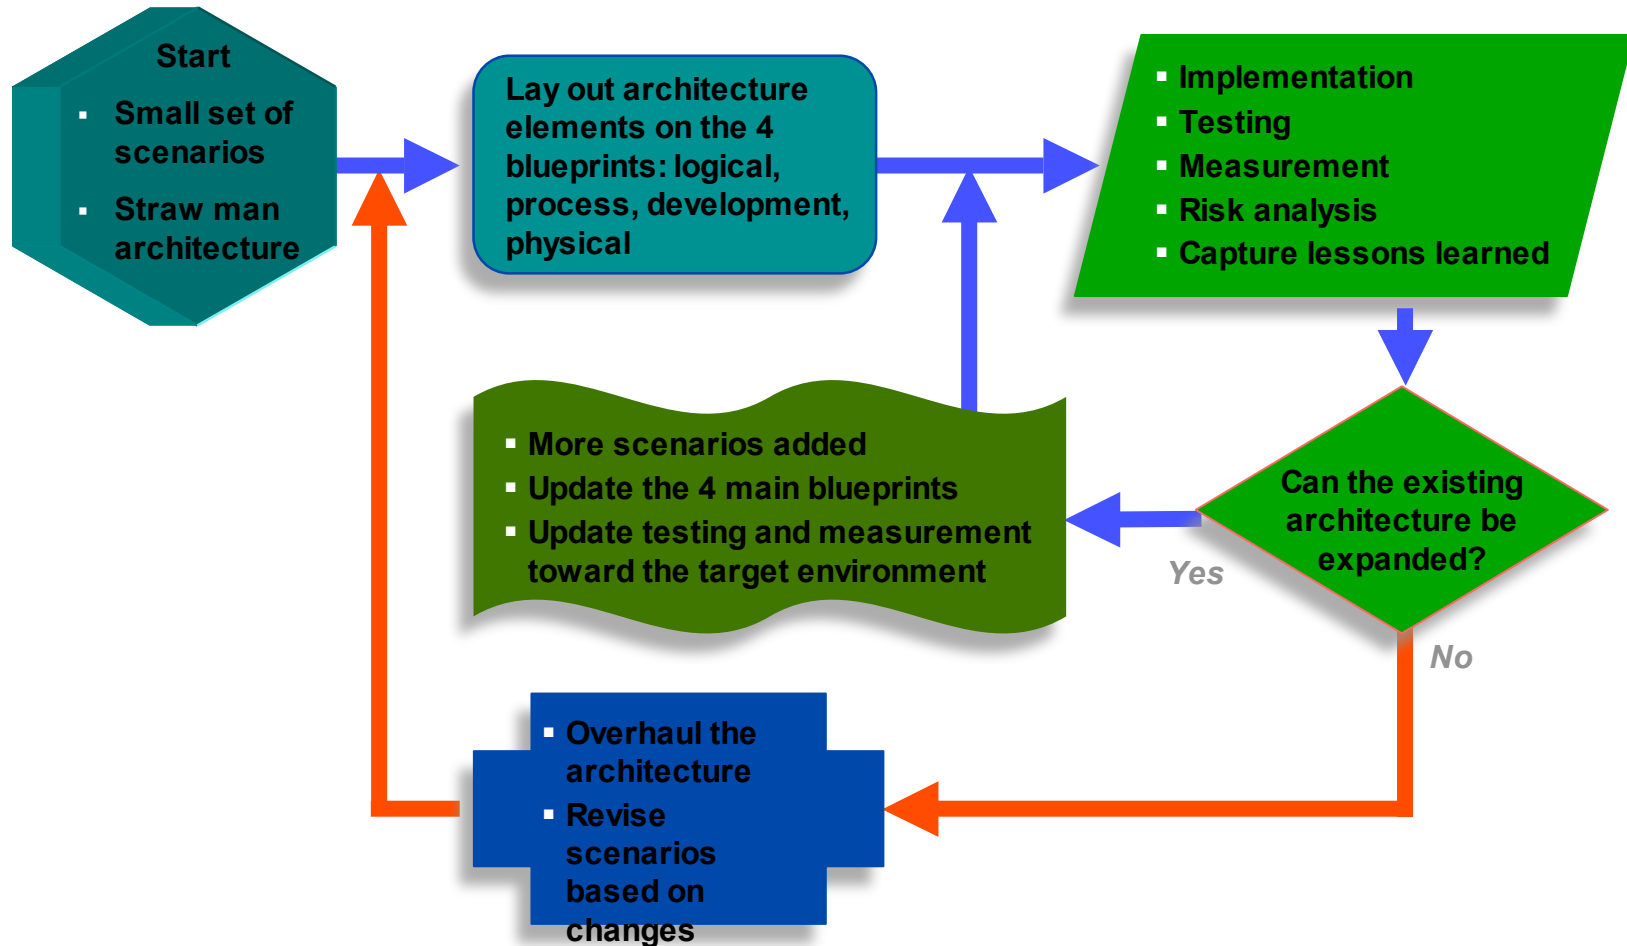 Start
▪ Small set of
scenarios
▪ Straw man
architecture
Lay out architecture
elements on the 4
blueprints: logical,
process, development,
physical
▪ Implementation
▪ Testing
▪ Measurement
▪ Risk analysis
▪ Capture lessons learned
▪ More scenarios added
▪ Update the 4 main blueprints
▪ Update testing and measurement
toward the target environment
Can the existing
architecture be
expanded?
Yes
No
▪ Overhaul the
architecture
▪ Revise
scenarios
based on
changes